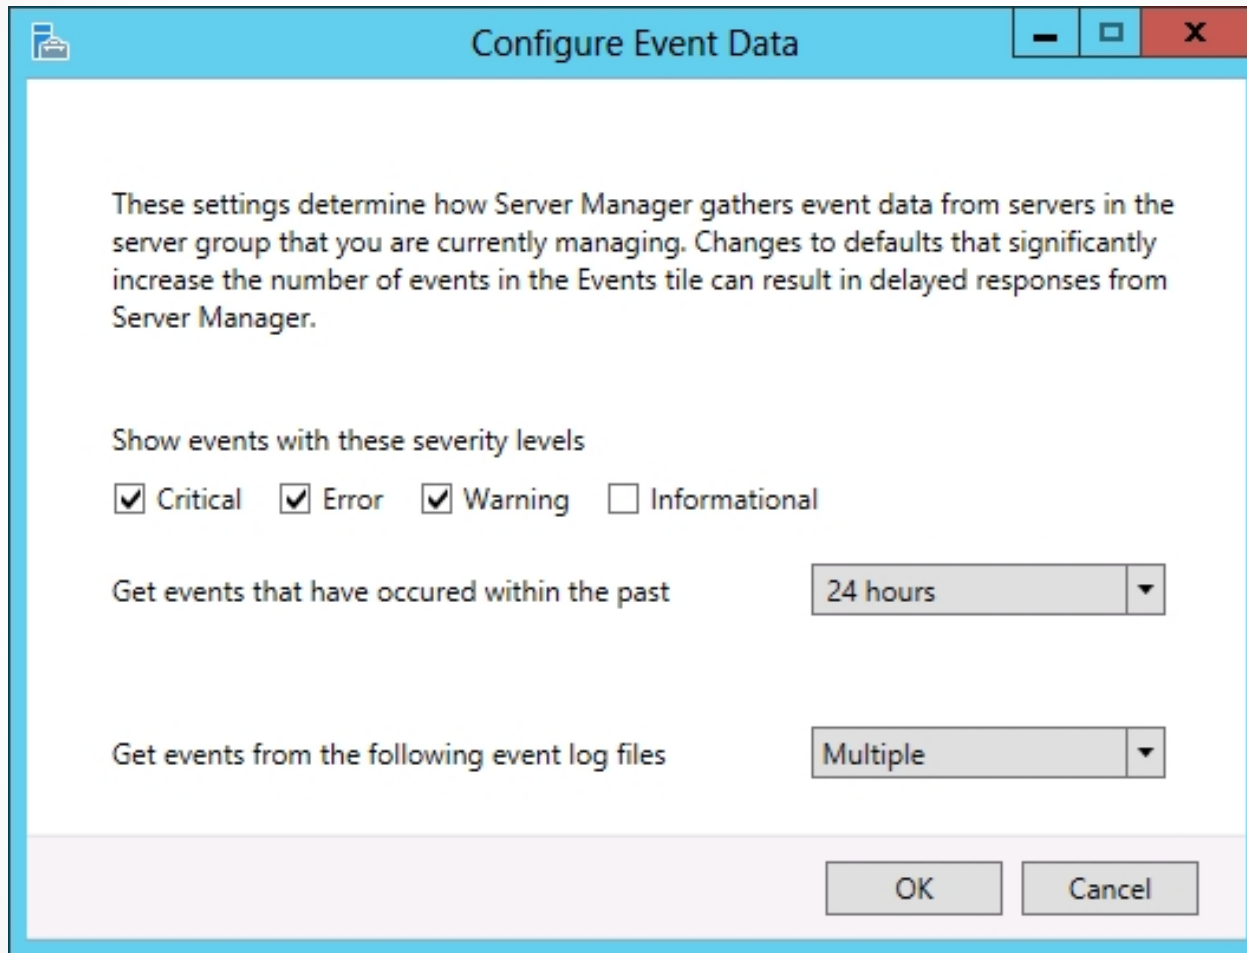 Configure Event Data
These settings determine how Server Manager gathers event data from servers in the
server group that you are currently managing. Changes to defaults that significantly
increase the number of events in the Events tile can result in delayed responses from
Server Manager.
Show events with these severity levels
Critical Error Warning Informational
Get events that have occured within the past 24 hours
Get events from the following event log files Multiple
OK Cancel